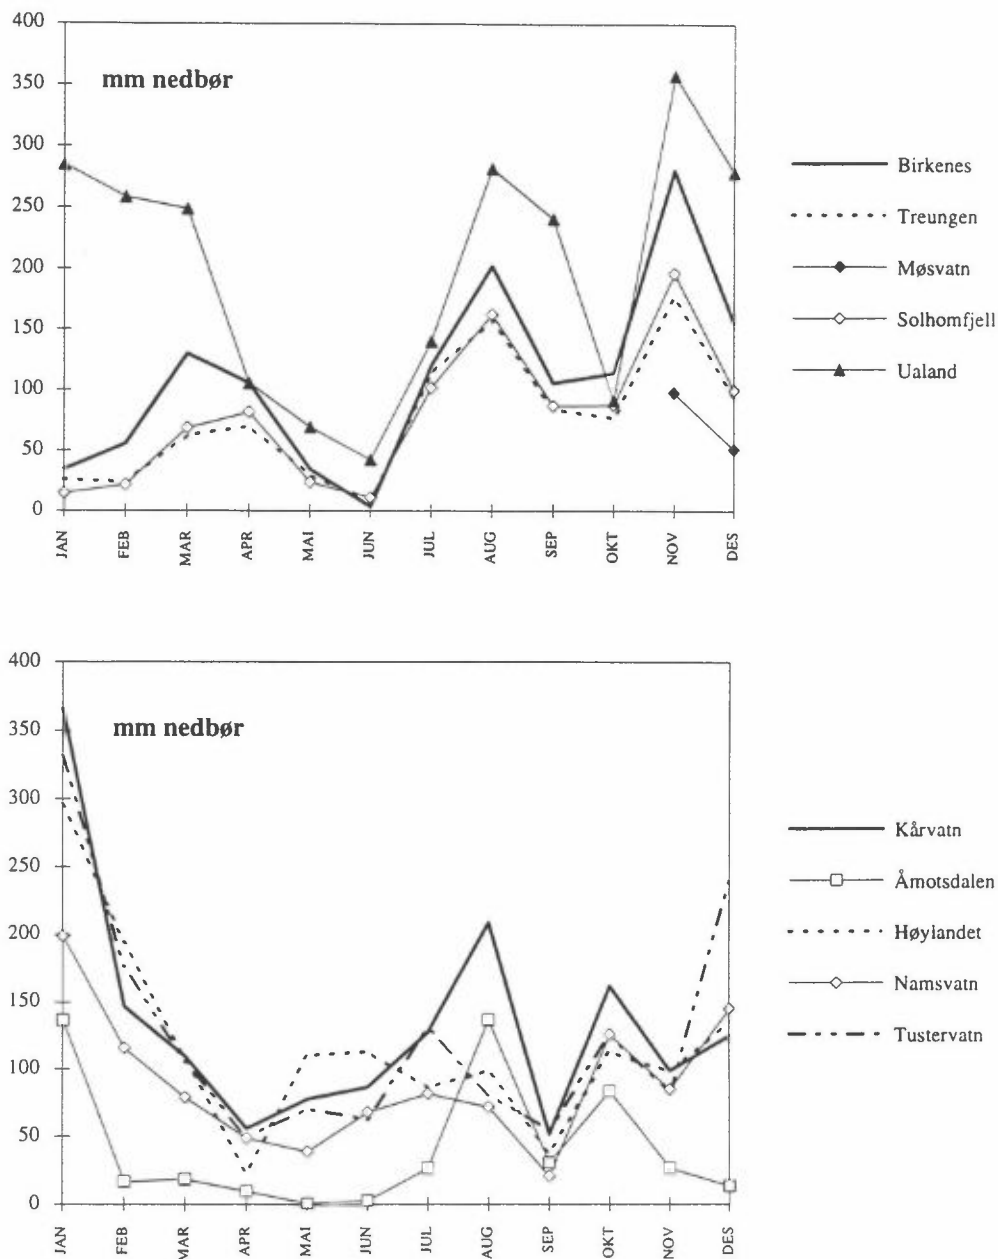 400
mm nedbør
350
300
250
200
150
100
50
0
JAN
FEB
MAR
APR
MAI
JUN
JUL
AUG
SEP
OKT
NOV
DES
Birkenes
Treungen
Møsvatn
Solhomfjell
Ualand
400
mm nedbør
350
300
250
200
150
100
50
0
JAN
FEB
MAR
APR
MAI
JUN
JUL
AUG
SEP
OKT
NOV
DES
Kårvatn
Åmotsdalen
Høylandet
Namsvatn
Tustervatn